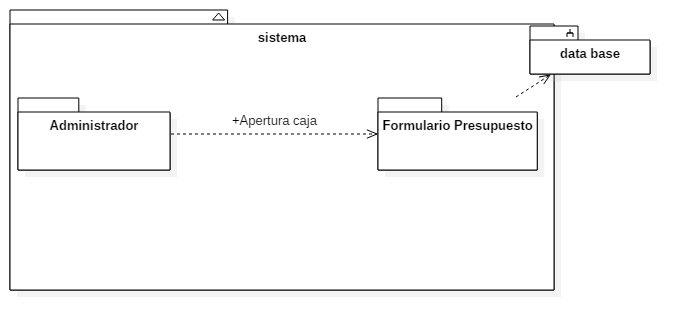 sistema
data base
+Apertura caja
Administrador
Formulario Presupuesto